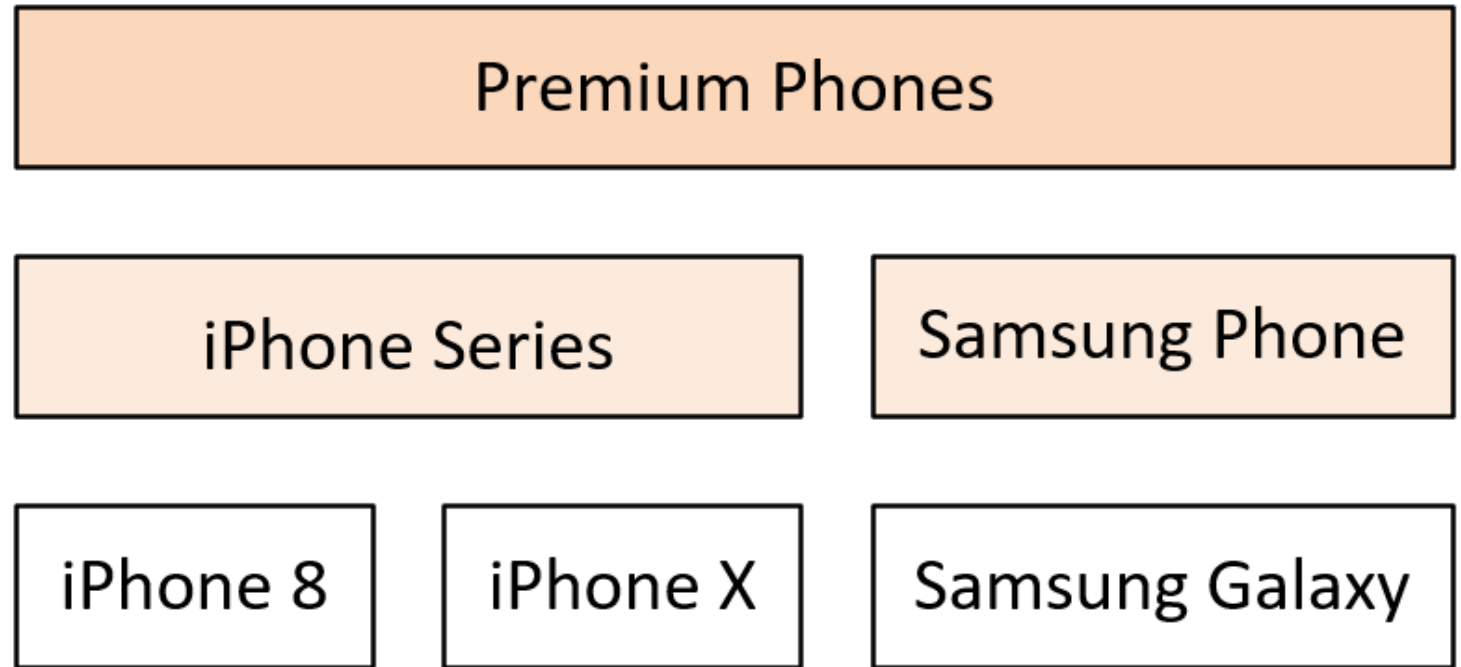 Premium Phones
iPhone Series
Samsung Phone
iPhone 8
iPhone X
Samsung Galaxy